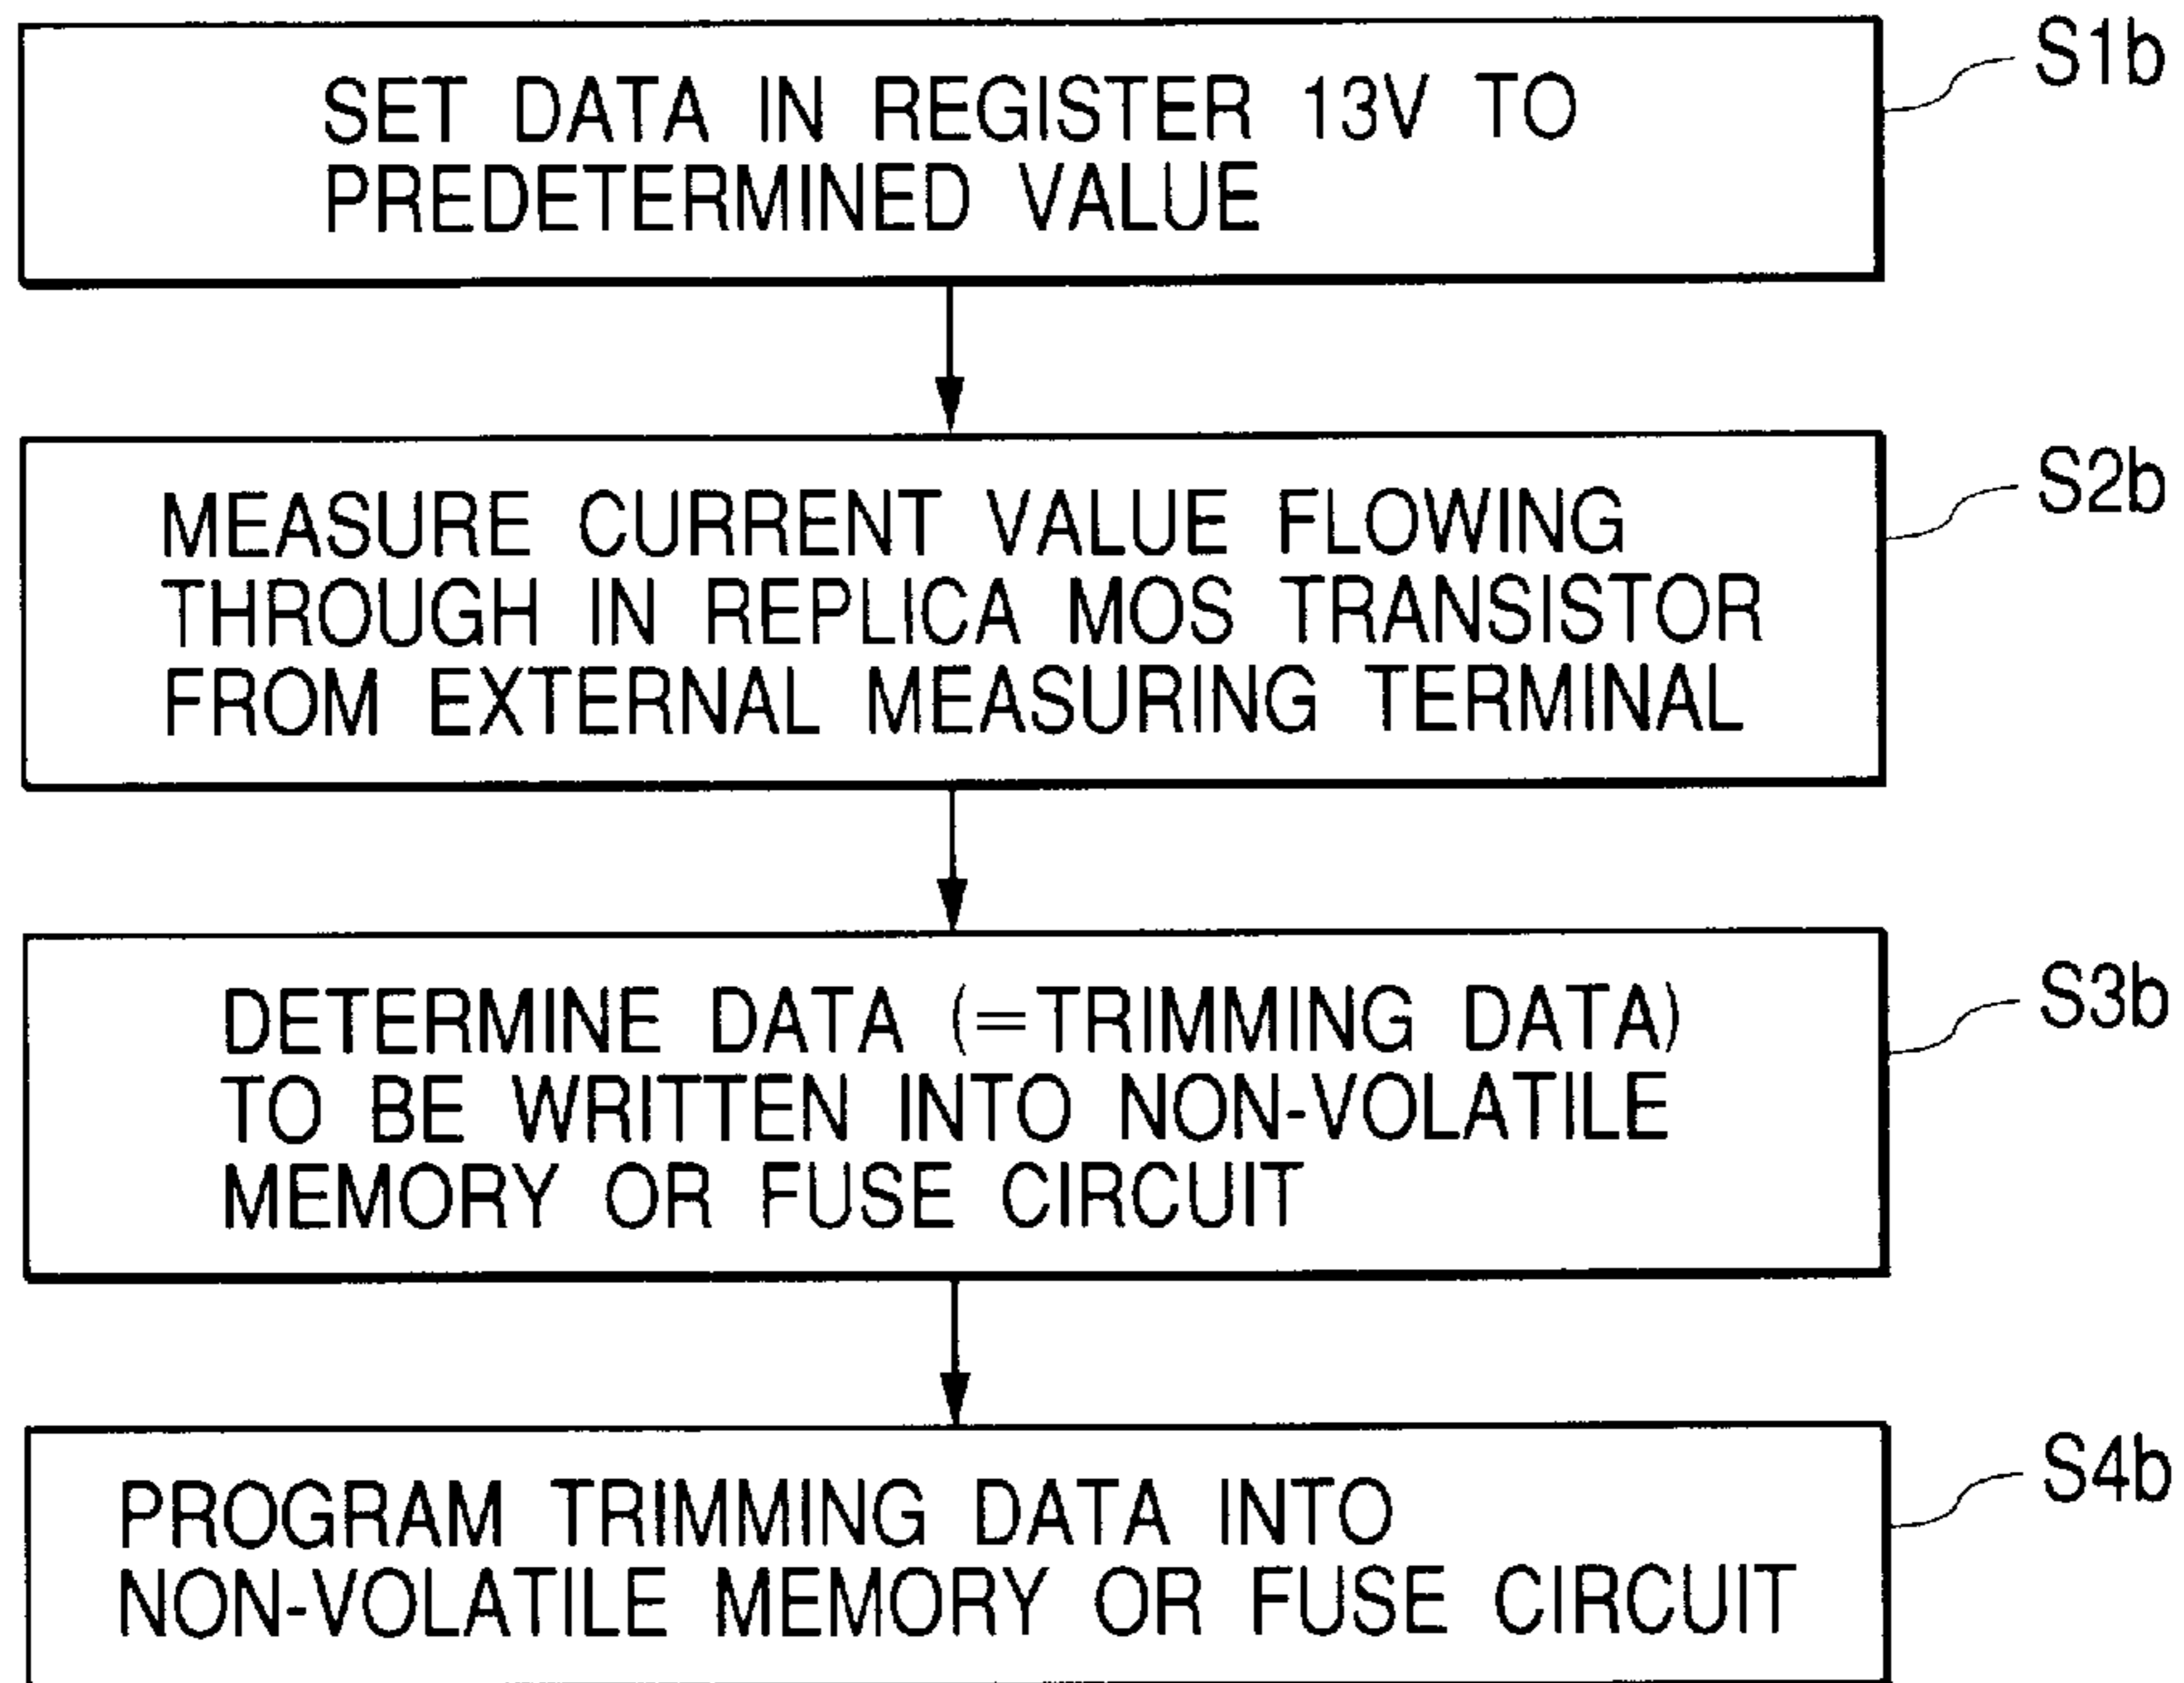 S1b
SET DATA IN REGISTER 13V TO
PREDETERMINED VALUE
S2b
MEASURE CURRENT VALUE FLOWING
THROUGH IN REPLICA MOS TRANSISTOR
FROM EXTERNAL MEASURING TERMINAL
S3b
DETERMINE DATA (=TRIMMING DATA)
TO BE WRITTEN INTO NON-VOLATILE
MEMORY OR FUSE CIRCUIT
S4b
PROGRAM TRIMMING DATA INTO
NON-VOLATILE MEMORY OR FUSE CIRCUIT